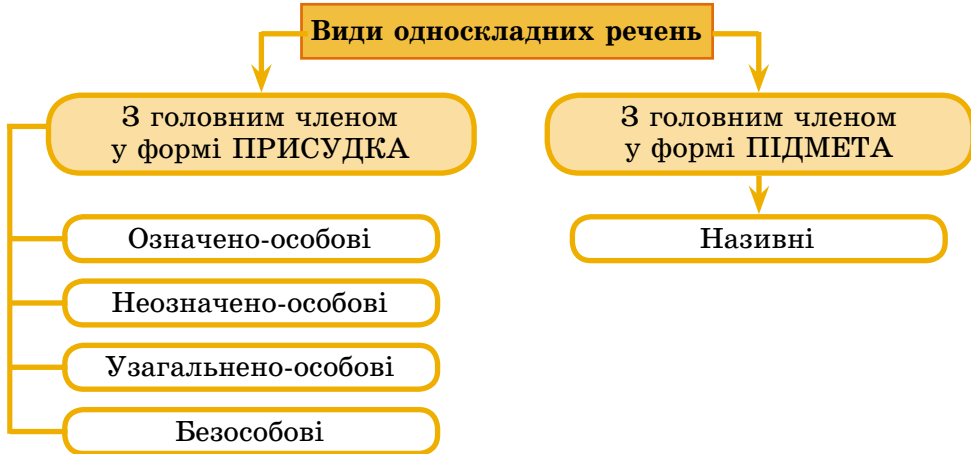 Види односкладних речень
З головним членом
у формі ПРИСУДКА
Означено-особові
Неозначено-особові
Узагальнено-особові
Безособові
З головним членом
у формі ПІДМЕТА
Називні